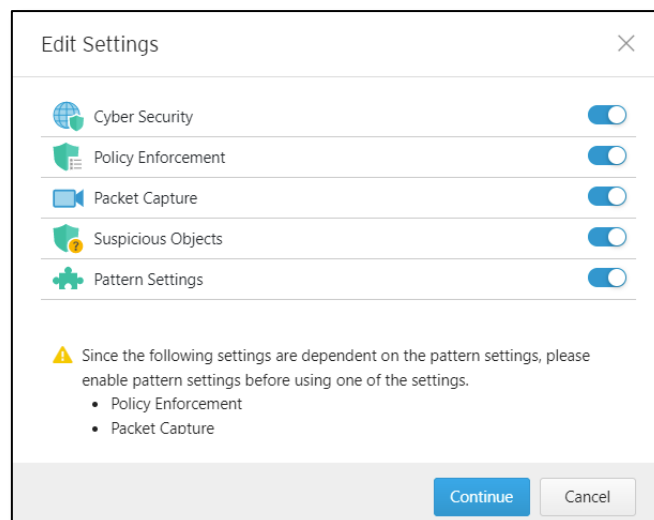 Edit Settings
Cyber Security
Policy Enforcement
Packet Capture
Suspicious Objects
?
Pattern Settings
Since the following settings are dependent on the pattern settings, please
enable pattern settings before using one of the settings.
• Policy Enforcement
• Packet Capture
Continue
Cancel